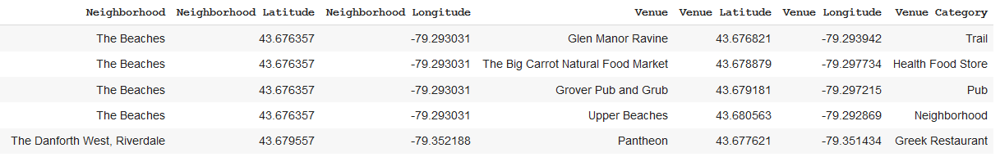 Neighborhood Neighborhood Latitude Neighborhood Longitude Venue Venue Latitude Venue Longitude Venue Category
The Beaches 43.676357 -79.293031 Glen Manor Ravine 43.676821 -79.293942 Trail
The Beaches 43.676357 -79.293031 The Big Carrot Natural Food Market 43.678879 -79.297734 Health Food Store
The Beaches 43.676357 -79.293031 Grover Pub and Grub 43.679181 -79.297215 Pub
The Beaches 43.676357 -79.293031 Upper Beaches 43.680563 -79.292869 Neighborhood
The Danforth West, Riverdale 43.679557 -79.352188 Pantheon 43.677621 -79.351434 Greek Restaurant